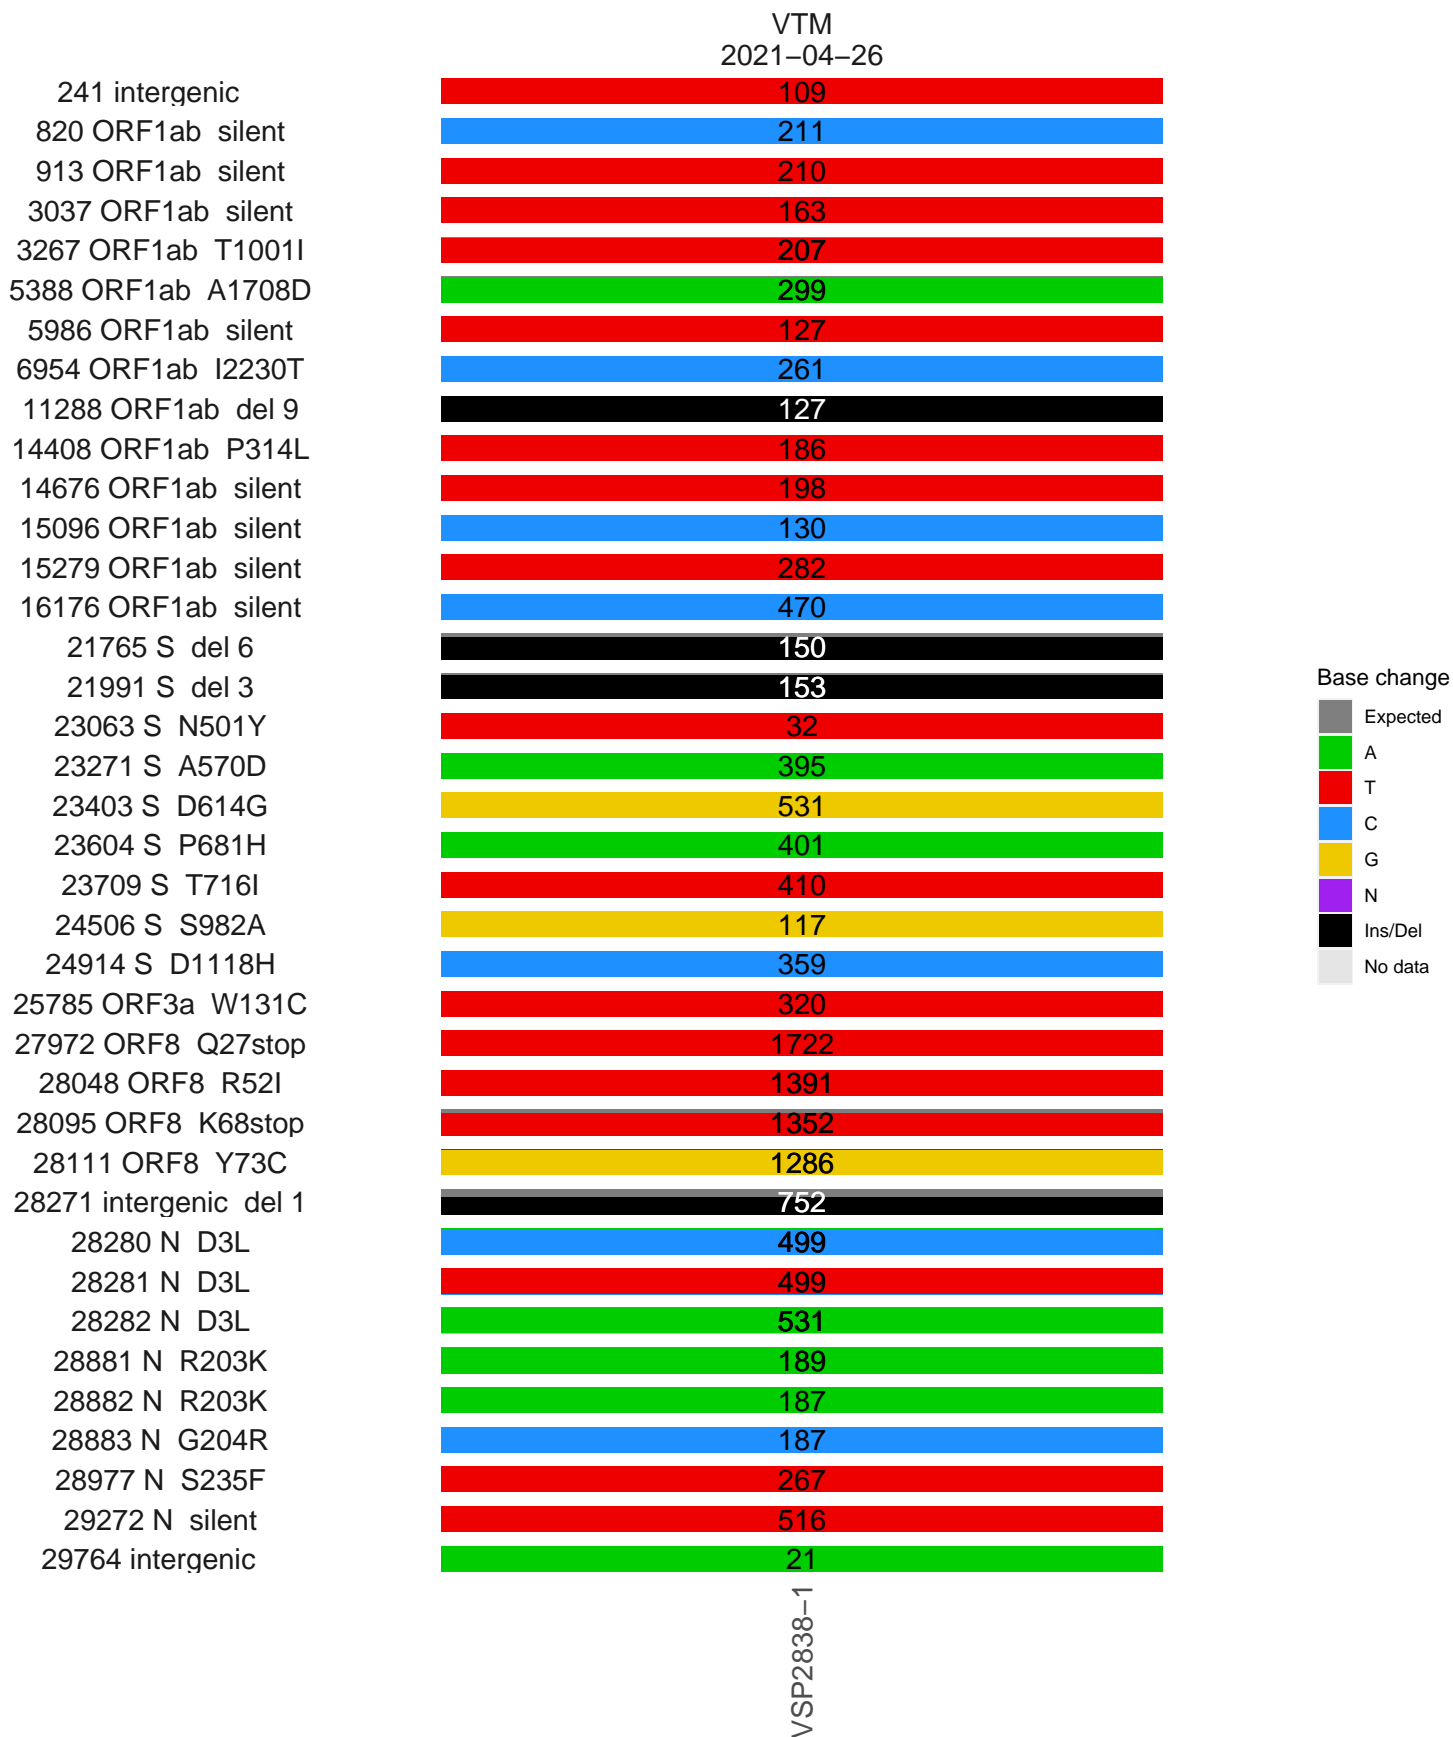 VTM
2021−04−26
241 intergenic 109
820 ORF1ab silent 211
913 ORF1ab silent 210
3037 ORF1ab silent 163
3267 ORF1ab T1001I 207
5388 ORF1ab A1708D 299
5986 ORF1ab silent 127
6954 ORF1ab I2230T 261
11288 ORF1ab del 9 127
14408 ORF1ab P314L 186
14676 ORF1ab silent 198
15096 ORF1ab silent 130
15279 ORF1ab silent 282
16176 ORF1ab silent 470
21765 S del 6 150
21991 S del 3 153
23063 S N501Y 32
23271 S A570D 395
23403 S D614G 531
23604 S P681H 401
23709 S T716I 410
24506 S S982A 117
24914 S D1118H 359
25785 ORF3a W131C 320
27972 ORF8 Q27stop 1722
28048 ORF8 R52I 1391
28095 ORF8 K68stop 1352
28111 ORF8 Y73C 1286
28271 intergenic del 1 752
28280 N D3L 499
28281 N D3L 499
28282 N D3L 531
28881 N R203K 189
28882 N R203K 187
28883 N G204R 187
28977 N S235F 267
29272 N silent 516
29764 intergenic 21
VSP2838−1
Base change
Expected
A
T
C
G
N
Ins/Del
No data